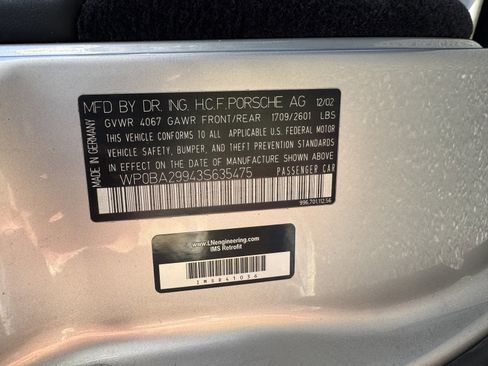 MFD BY DR. ING. H.C.F. PORSCHE AG 12/02
GVWR 4067 GAWR FRONT/REAR 1709/2601 LBS
THIS VEHICLE CONFORMS TO ALL APPLICABLE U.S. FEDERAL MOTOR
VEHICLE SAFETY, BUMPER, AND THEFT PREVENTION STANDARDS
IN EFFECT ON THE DATE OF MANUFACTURE SHOWN ABOVE.
WP0BA29943S635475 PASSENGER CAR
MADE IN GERMANY
996.701.112.56
www.LNengineering.com
IMS Retrofit
IMSR41036